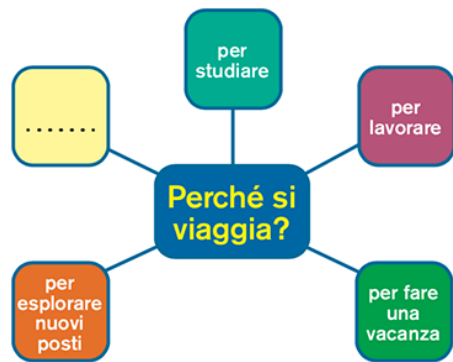 per
studiare
.......
per
lavorare
Perché si
viaggia?
per
esplorare
nuovi
posti
per fare
una
vacanza